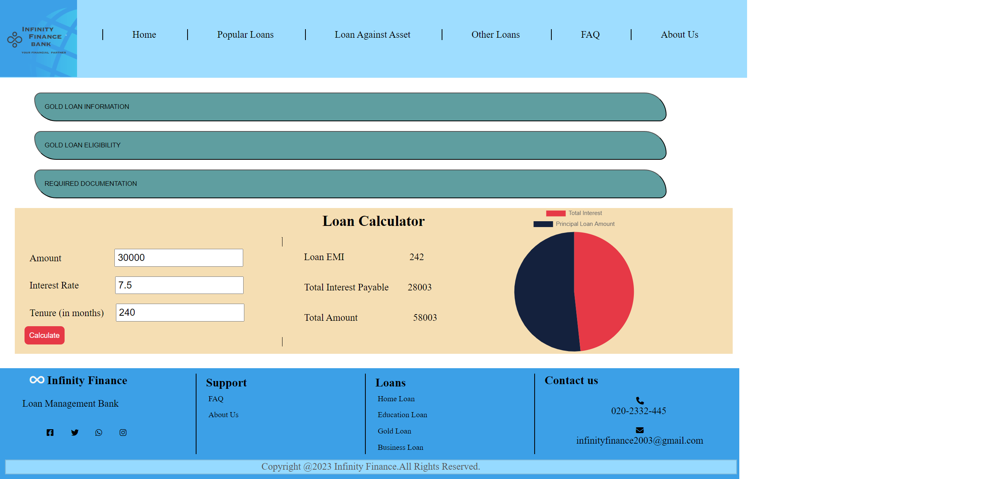 INFINITY
FINANCE
BANK
YOUR FINANCIAL PARTNER
Home
Popular Loans
Loan Against Asset
Other Loans
FAQ
About Us
GOLD LOAN INFORMATION
GOLD LOAN ELIGIBILITY
REQUIRED DOCUMENTATION
Loan Calculator
Amount 30000
Interest Rate 7.5
Tenure (in months) 240
Calculate
Loan EMI 242
Total Interest Payable 28003
Total Amount 58003
Total Interest
Principal Loan Amount
Infinity Finance
Loan Management Bank
Support
FAQ
About Us
Loans
Home Loan
Education Loan
Gold Loan
Business Loan
Contact us
020-2332-445
infinityfinance2003@gmail.com
Copyright @2023 Infinity Finance.All Rights Reserved.